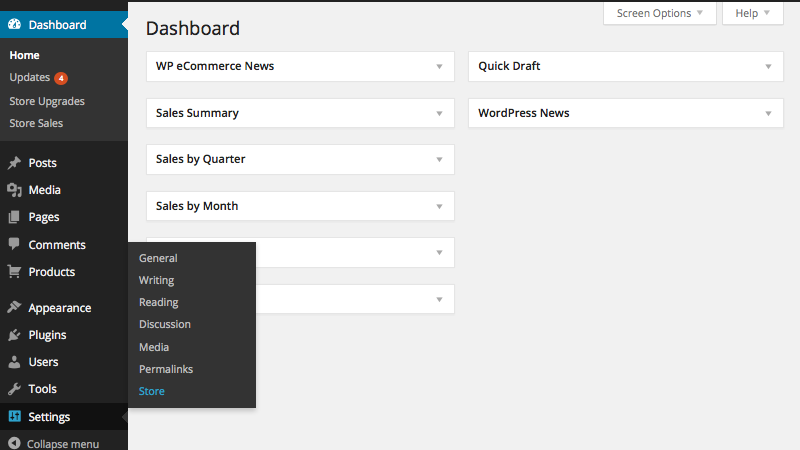 Dashboard
Home
Updates 4
Store Upgrades
Store Sales
Posts
Media
Pages
Comments
Products
Appearance
Plugins
Users
Tools
Settings
Collapse menu
General
Writing
Reading
Discussion
Media
Permalinks
Store
Screen Options
Help
Dashboard
WP eCommerce News
Sales Summary
Sales by Quarter
Sales by Month
Quick Draft
WordPress News